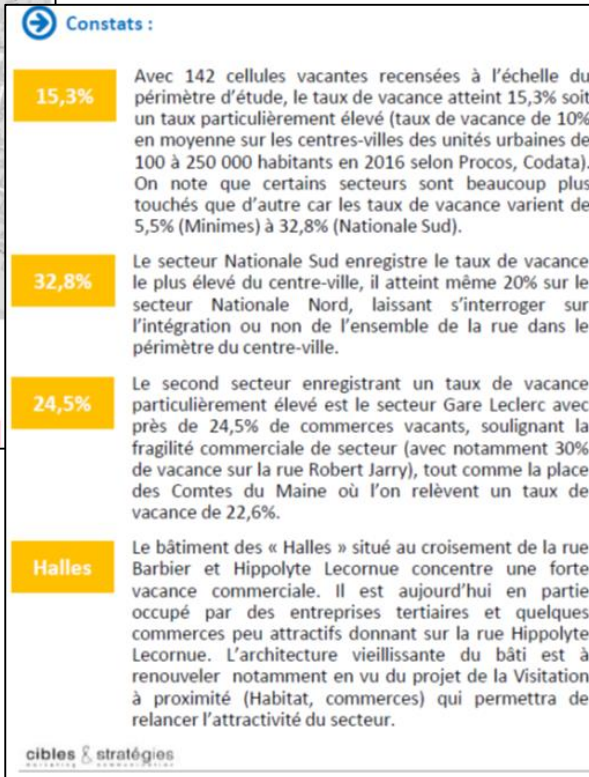 Constats :
15,3%
Avec 142 cellules vacantes recensées à l'échelle du
périmètre d'étude, le taux de vacance atteint 15,3% soit
un taux particulièrement élevé (taux de vacance de 10%
en moyenne sur les centres-villes des unités urbaines de
100 à 250 000 habitants en 2016 selon Procos, Codata).
On note que certains secteurs sont beaucoup plus
touchés que d'autre car les taux de vacance varient de
5,5% (Minimes) à 32,8% (Nationale Sud).
32,8%
Le secteur Nationale Sud enregistre le taux de vacance
le plus élevé du centre-ville, il atteint même 20% sur le
secteur Nationale Nord, laissant s'interroger sur
l'intégration ou non de l'ensemble de la rue dans le
périmètre du centre-ville.
24,5%
Le second secteur enregistrant un taux de vacance
particulièrement élevé est le secteur Gare Leclerc avec
près de 24,5% de commerces vacants, soulignant la
fragilité commerciale de secteur (avec notamment 30%
de vacance sur la rue Robert Jarry), tout comme la place
des Comtes du Maine où l'on relèvent un taux de
vacance de 22,6%.
Halles
Le bâtiment des « Halles » situé au croisement de la rue
Barbier et Hippolyte Lecornue concentre une forte
vacance commerciale. Il est aujourd'hui en partie
occupé par des entreprises tertiaires et quelques
commerces peu attractifs donnant sur la rue Hippolyte
Lecornue. L'architecture vieillissante du bâti est à
renouveler notamment en vu du projet de la Visitation
à proximité (Habitat, commerces) qui permettra de
relancer l'attractivité du secteur.
cibles & stratégies
marketing communication